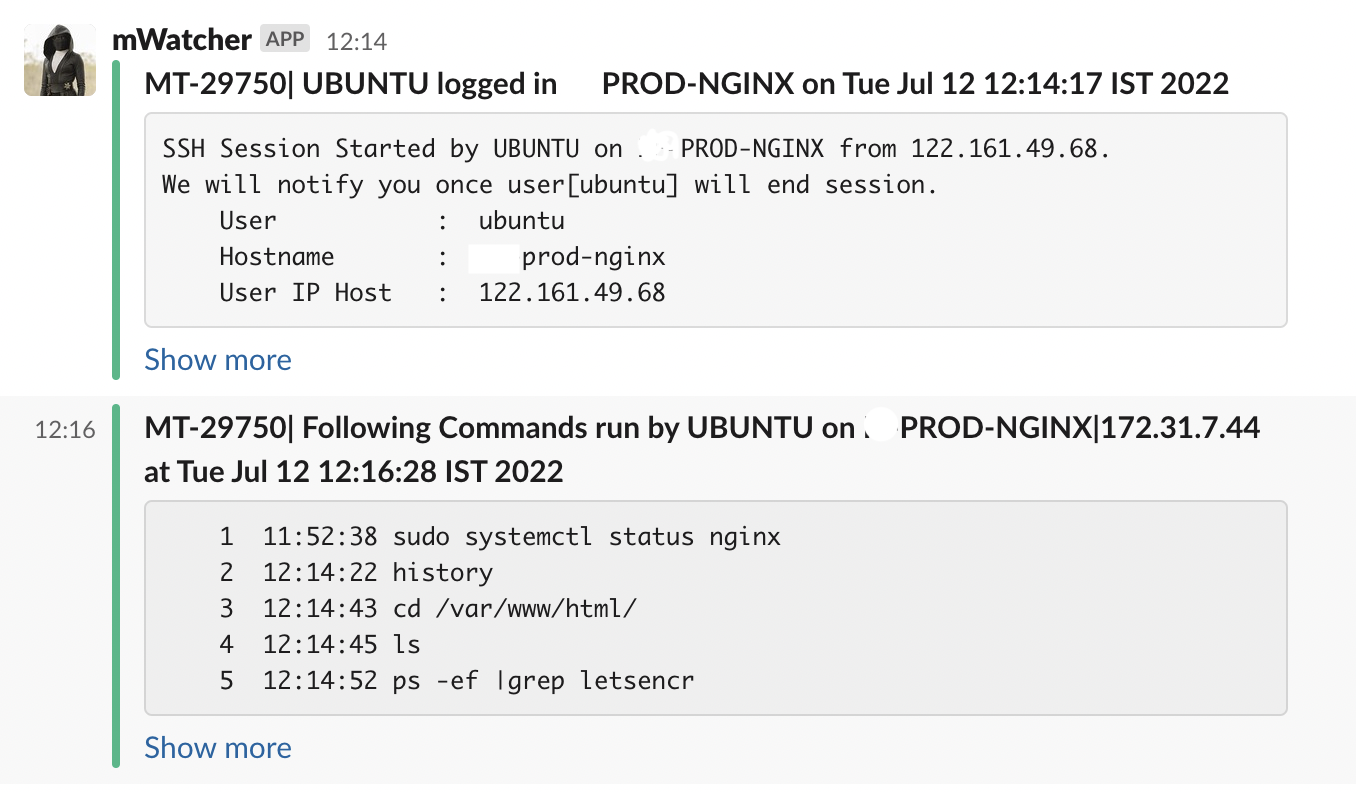 mWatcher APP 12:14
MT-29750| UBUNTU logged in PROD-NGINX on Tue Jul 12 12:14:17 IST 2022
SSH Session Started by UBUNTU on PROD-NGINX from 122.161.49.68.
We will notify you once user[ubuntu] will end session.
User : ubuntu
Hostname : prod-nginx
User IP Host : 122.161.49.68
Show more
12:16 MT-29750| Following Commands run by UBUNTU on PROD-NGINX|172.31.7.44
at Tue Jul 12 12:16:28 IST 2022
1 11:52:38 sudo systemctl status nginx
2 12:14:22 history
3 12:14:43 cd /var/www/html/
4 12:14:45 ls
5 12:14:52 ps -ef |grep letsencr
Show more